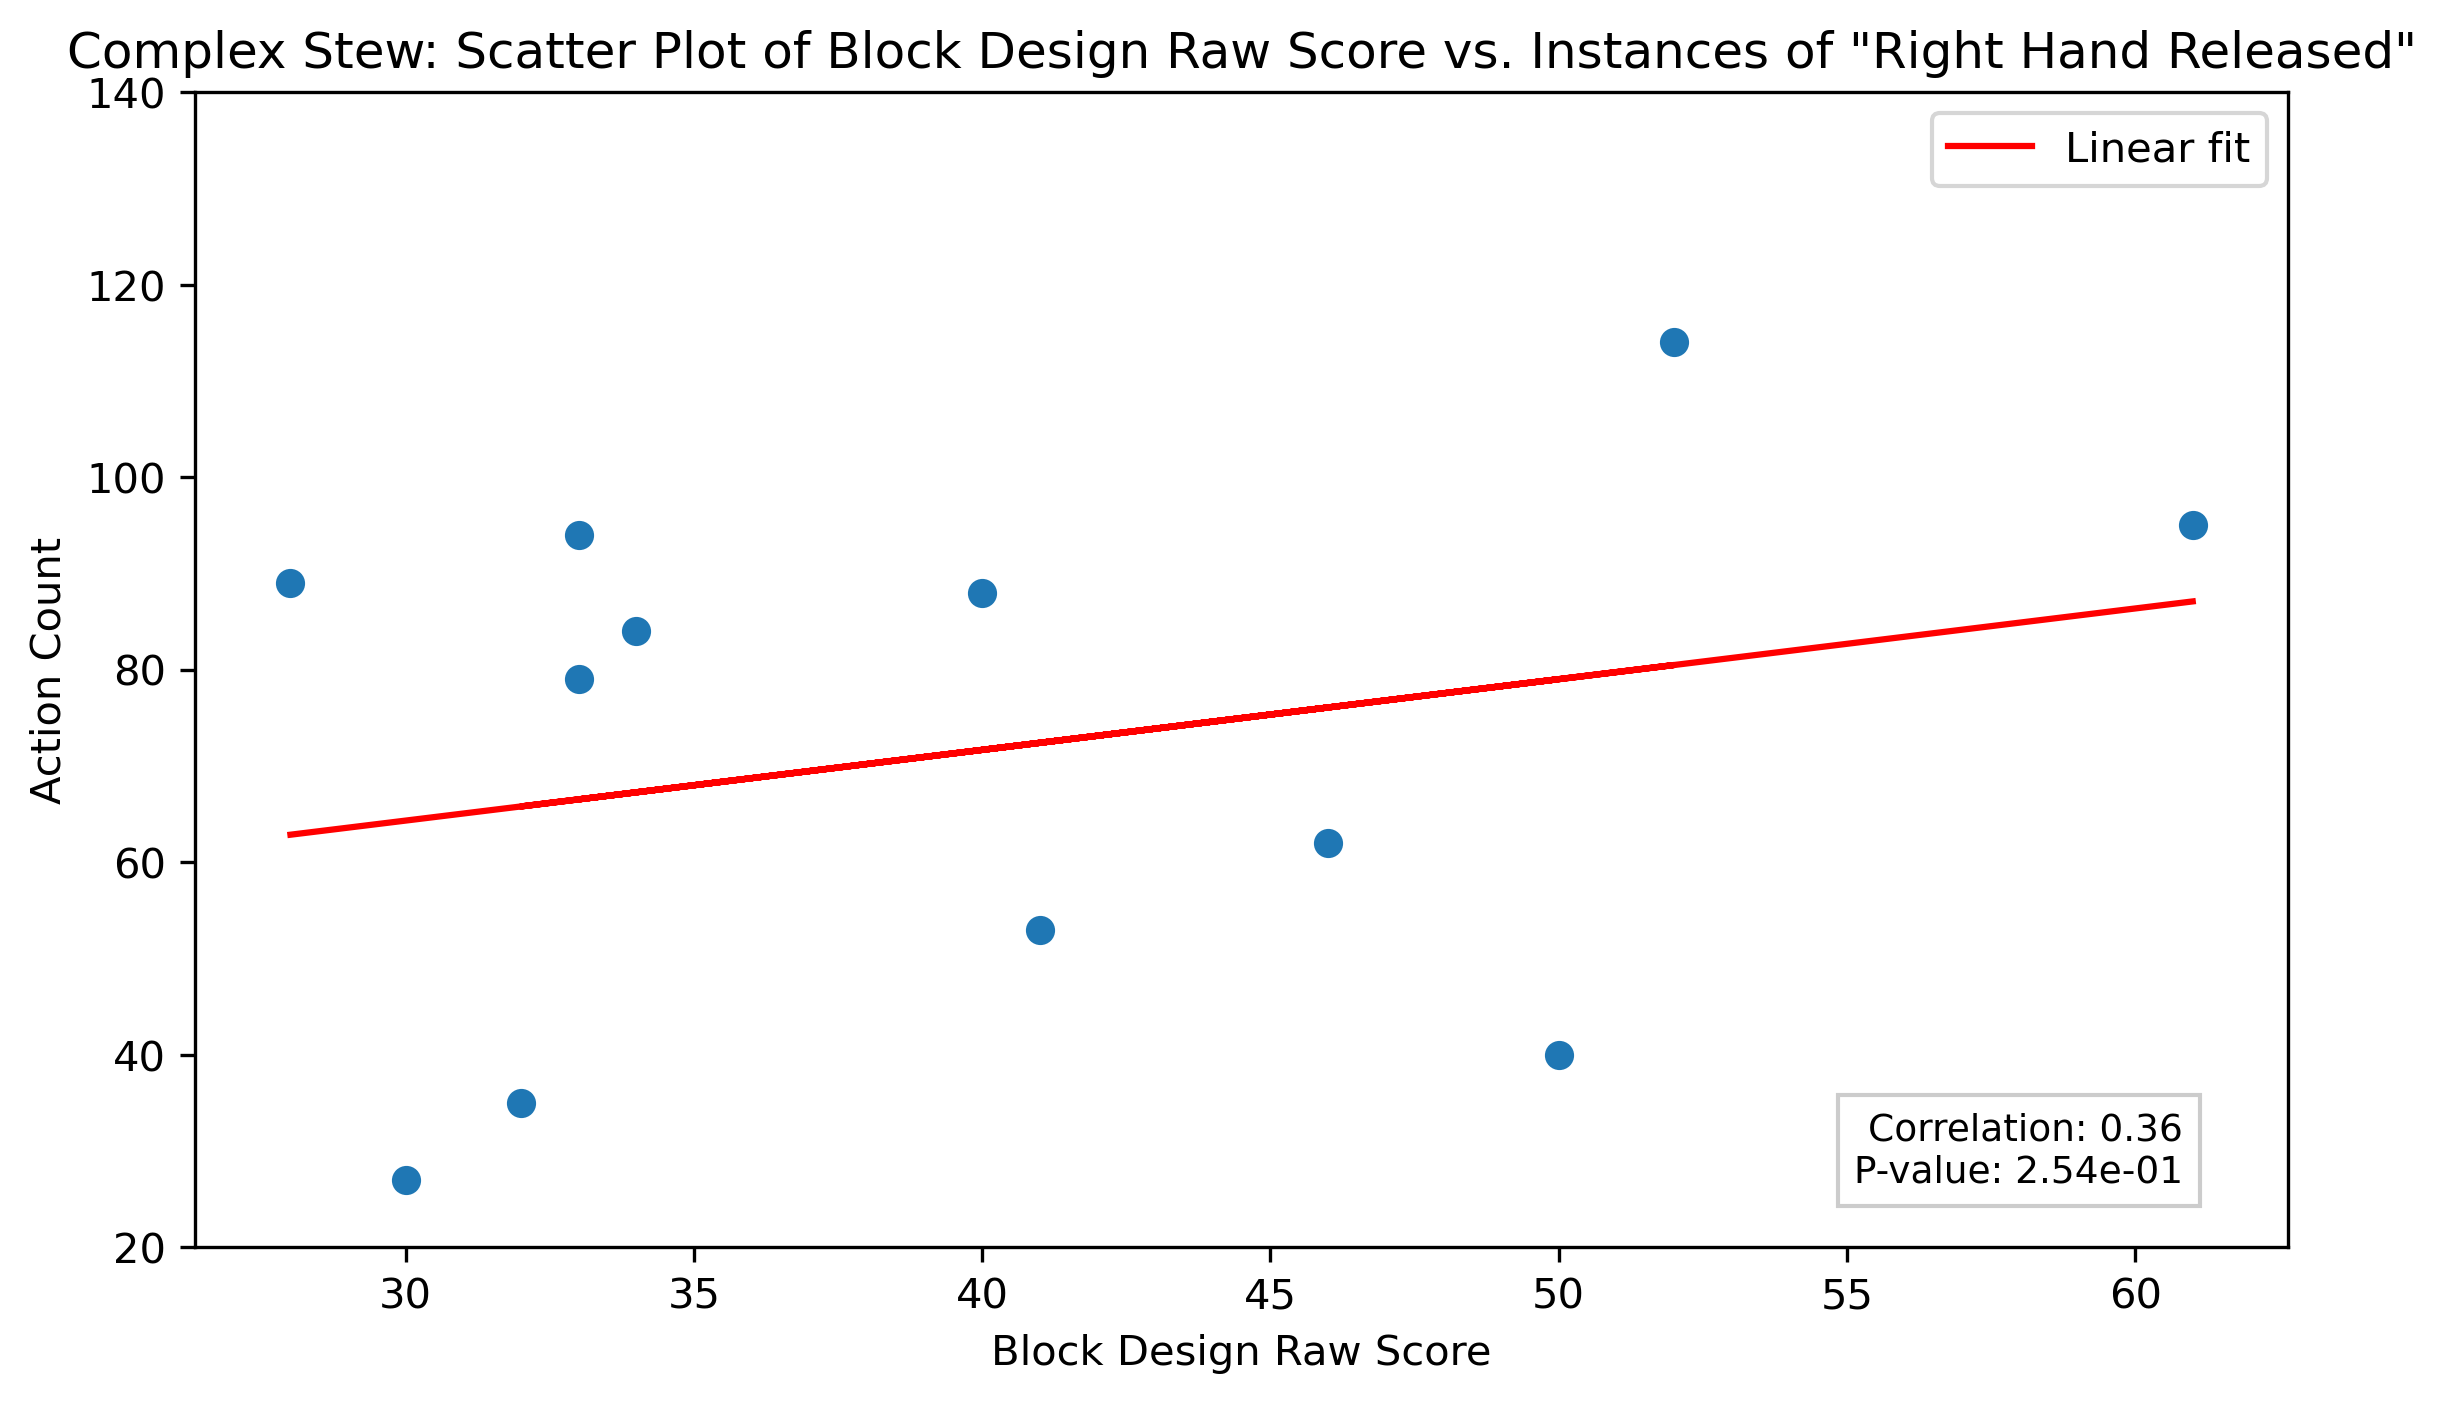 Complex Stew: Scatter Plot of Block Design Raw Score vs. Instances of "Right Hand Released"
Linear fit
140
120
100
80
60
40
20
Action Count
Correlation: 0.36
P-value: 2.54e-01
30 35 40 45 50 55 60
Block Design Raw Score